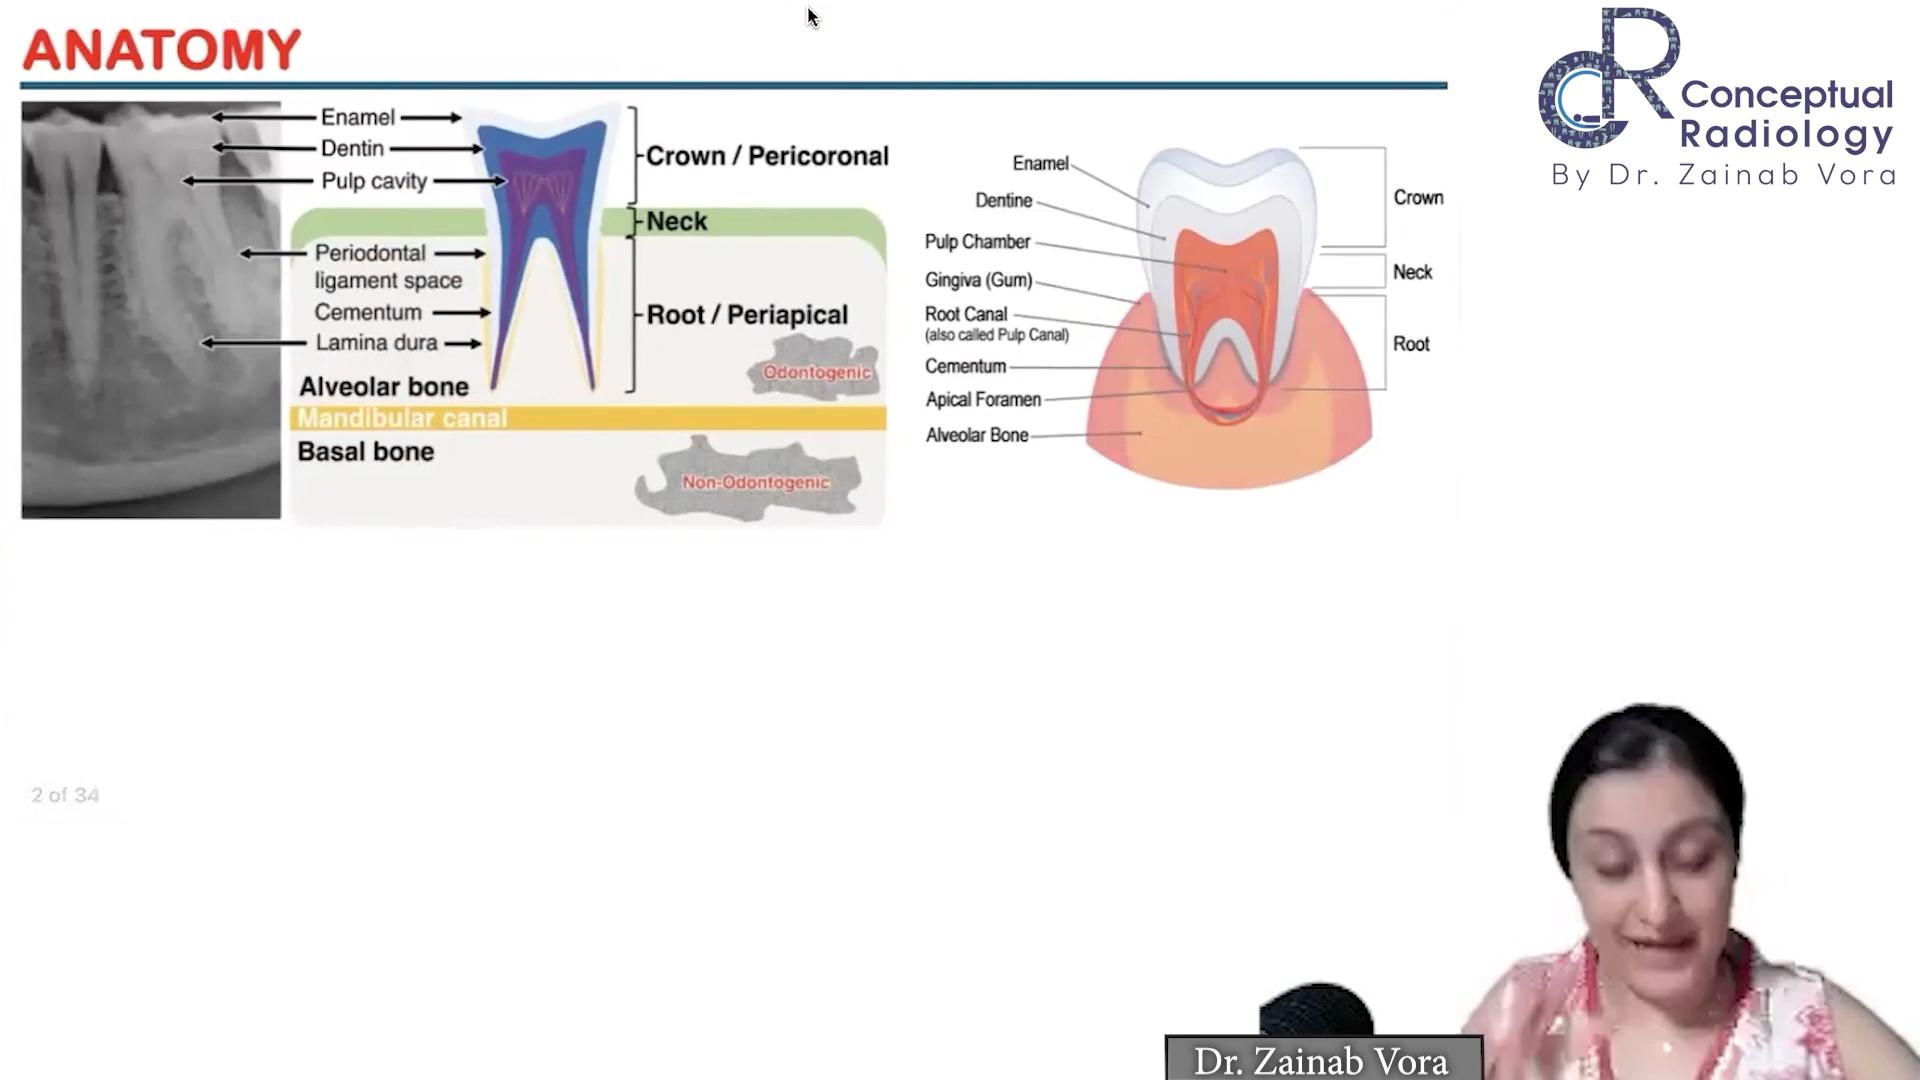 ANATOMY
Conceptual
Radiology
By Dr. Zainab Vora
Enamel
Dentin
Pulp cavity
Periodontal
ligament space
Cementum
Lamina dura
Alveolar bone
Mandibular canal
Basal bone
Crown / Pericoronal
Neck
Root / Periapical
Odontogenic
Non-Odontogenic
Enamel
Dentine
Pulp Chamber
Gingiva (Gum)
Root Canal
(also called Pulp Canal)
Cementum
Apical Foramen
Alveolar Bone
Crown
Neck
Root
2 of 34
Dr. Zainab Vora